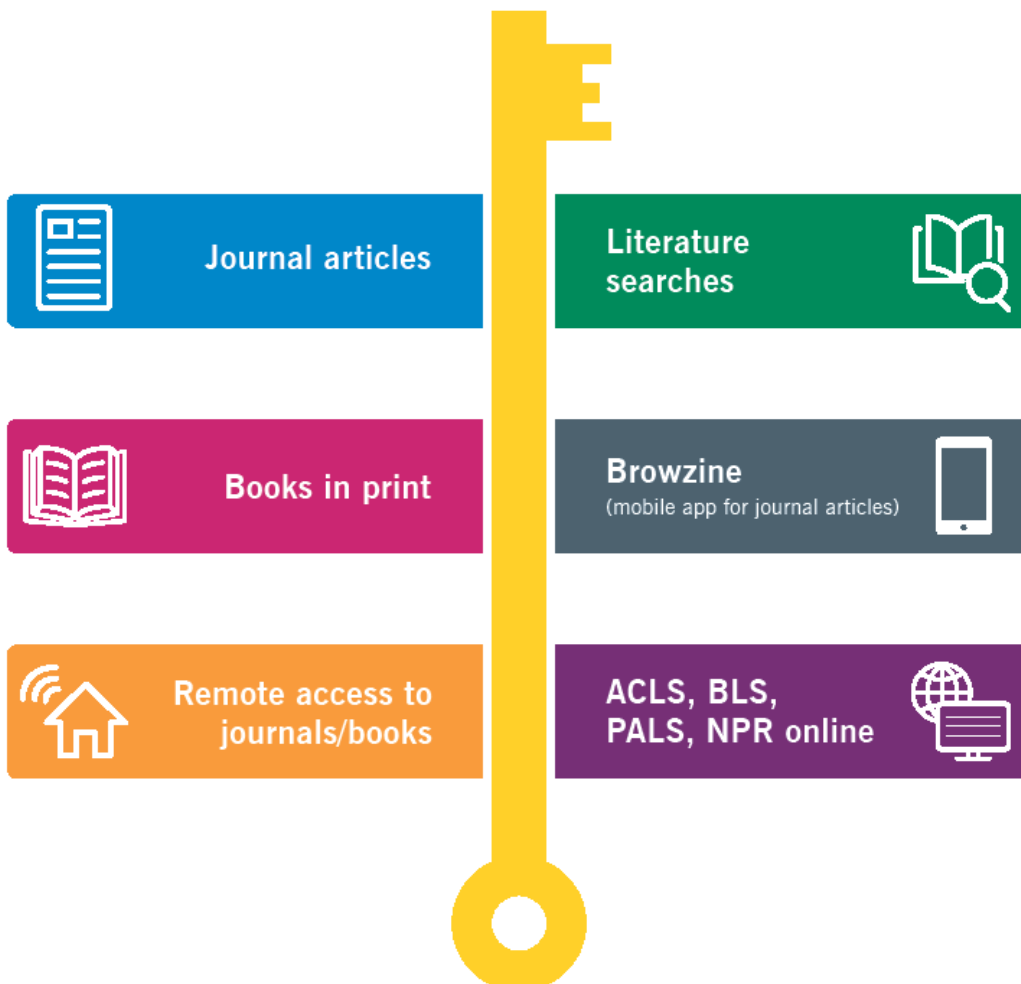 Journal articles
Literature
searches
Books in print
Browzine
(mobile app for journal articles)
Remote access to
journals/books
ACLS, BLS,
PALS, NPR online